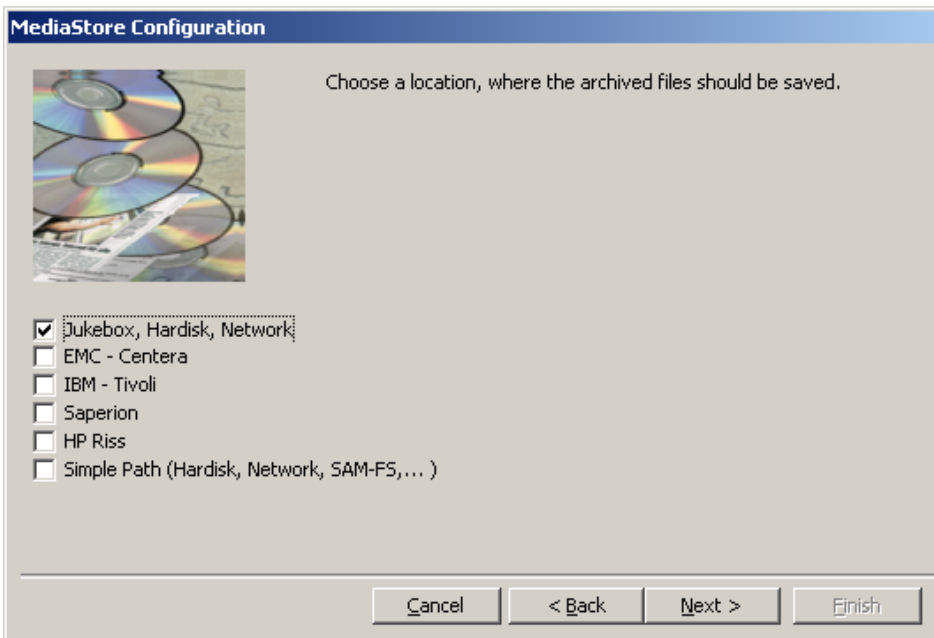 MediaStore Configuration
Choose a location, where the archived files should be saved.
Jukebox, Hardisk, Network
EMC - Centera
IBM - Tivoli
Saperion
HP Riss
Simple Path (Hardisk, Network, SAM-FS,... )
Cancel < Back Next > Finish